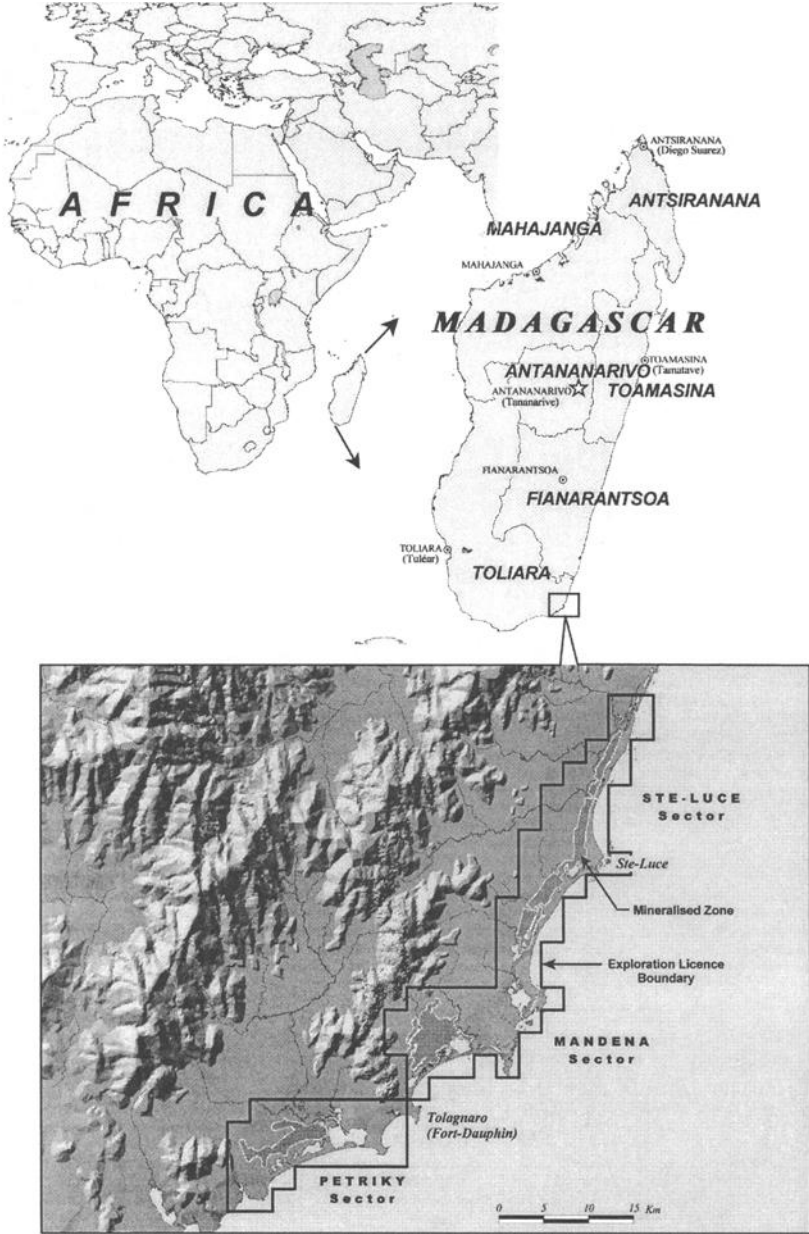 AFRICA
ANTSIRANANA
(Diego Suarez)
ANTSIRANANA
MAHAJANGA
MAHAJANGA
MADAGASCAR
ANTANANARIVO
TOAMASINA
(Tamatave)
ANTANANARIVO
(Tananarive)
TOAMASINA
FIANARANTSOA
FIANARANTSOA
TOLIARA
(Tuléar)
TOLIARA
STE-LUCE
Sector
Ste-Luce
Mineralised Zone
Exploration Licence
Boundary
MANDENA
Sector
Tolagnaro
(Fort-Dauphin)
PETRIKY
Sector
0 5 10 15 Km